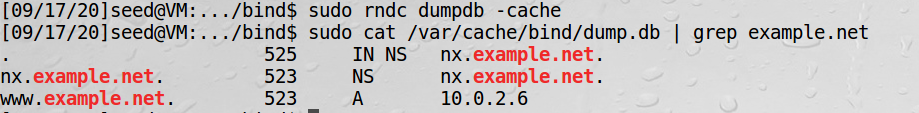 [09/17/20]seed@VM:.../bind$ sudo rndc dumpdb -cache
[09/17/20]seed@VM:.../bind$ sudo cat /var/cache/bind/dump.db | grep example.net
. 525 IN NS nx.example.net.
nx.example.net. 523 NS nx.example.net.
www.example.net. 523 A 10.0.2.6